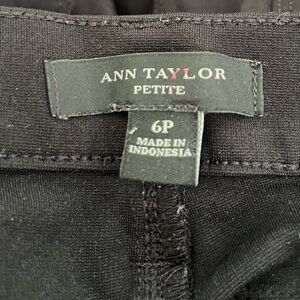 ANN TAYLOR
PETITE
6P
MADE IN
INDONESIA